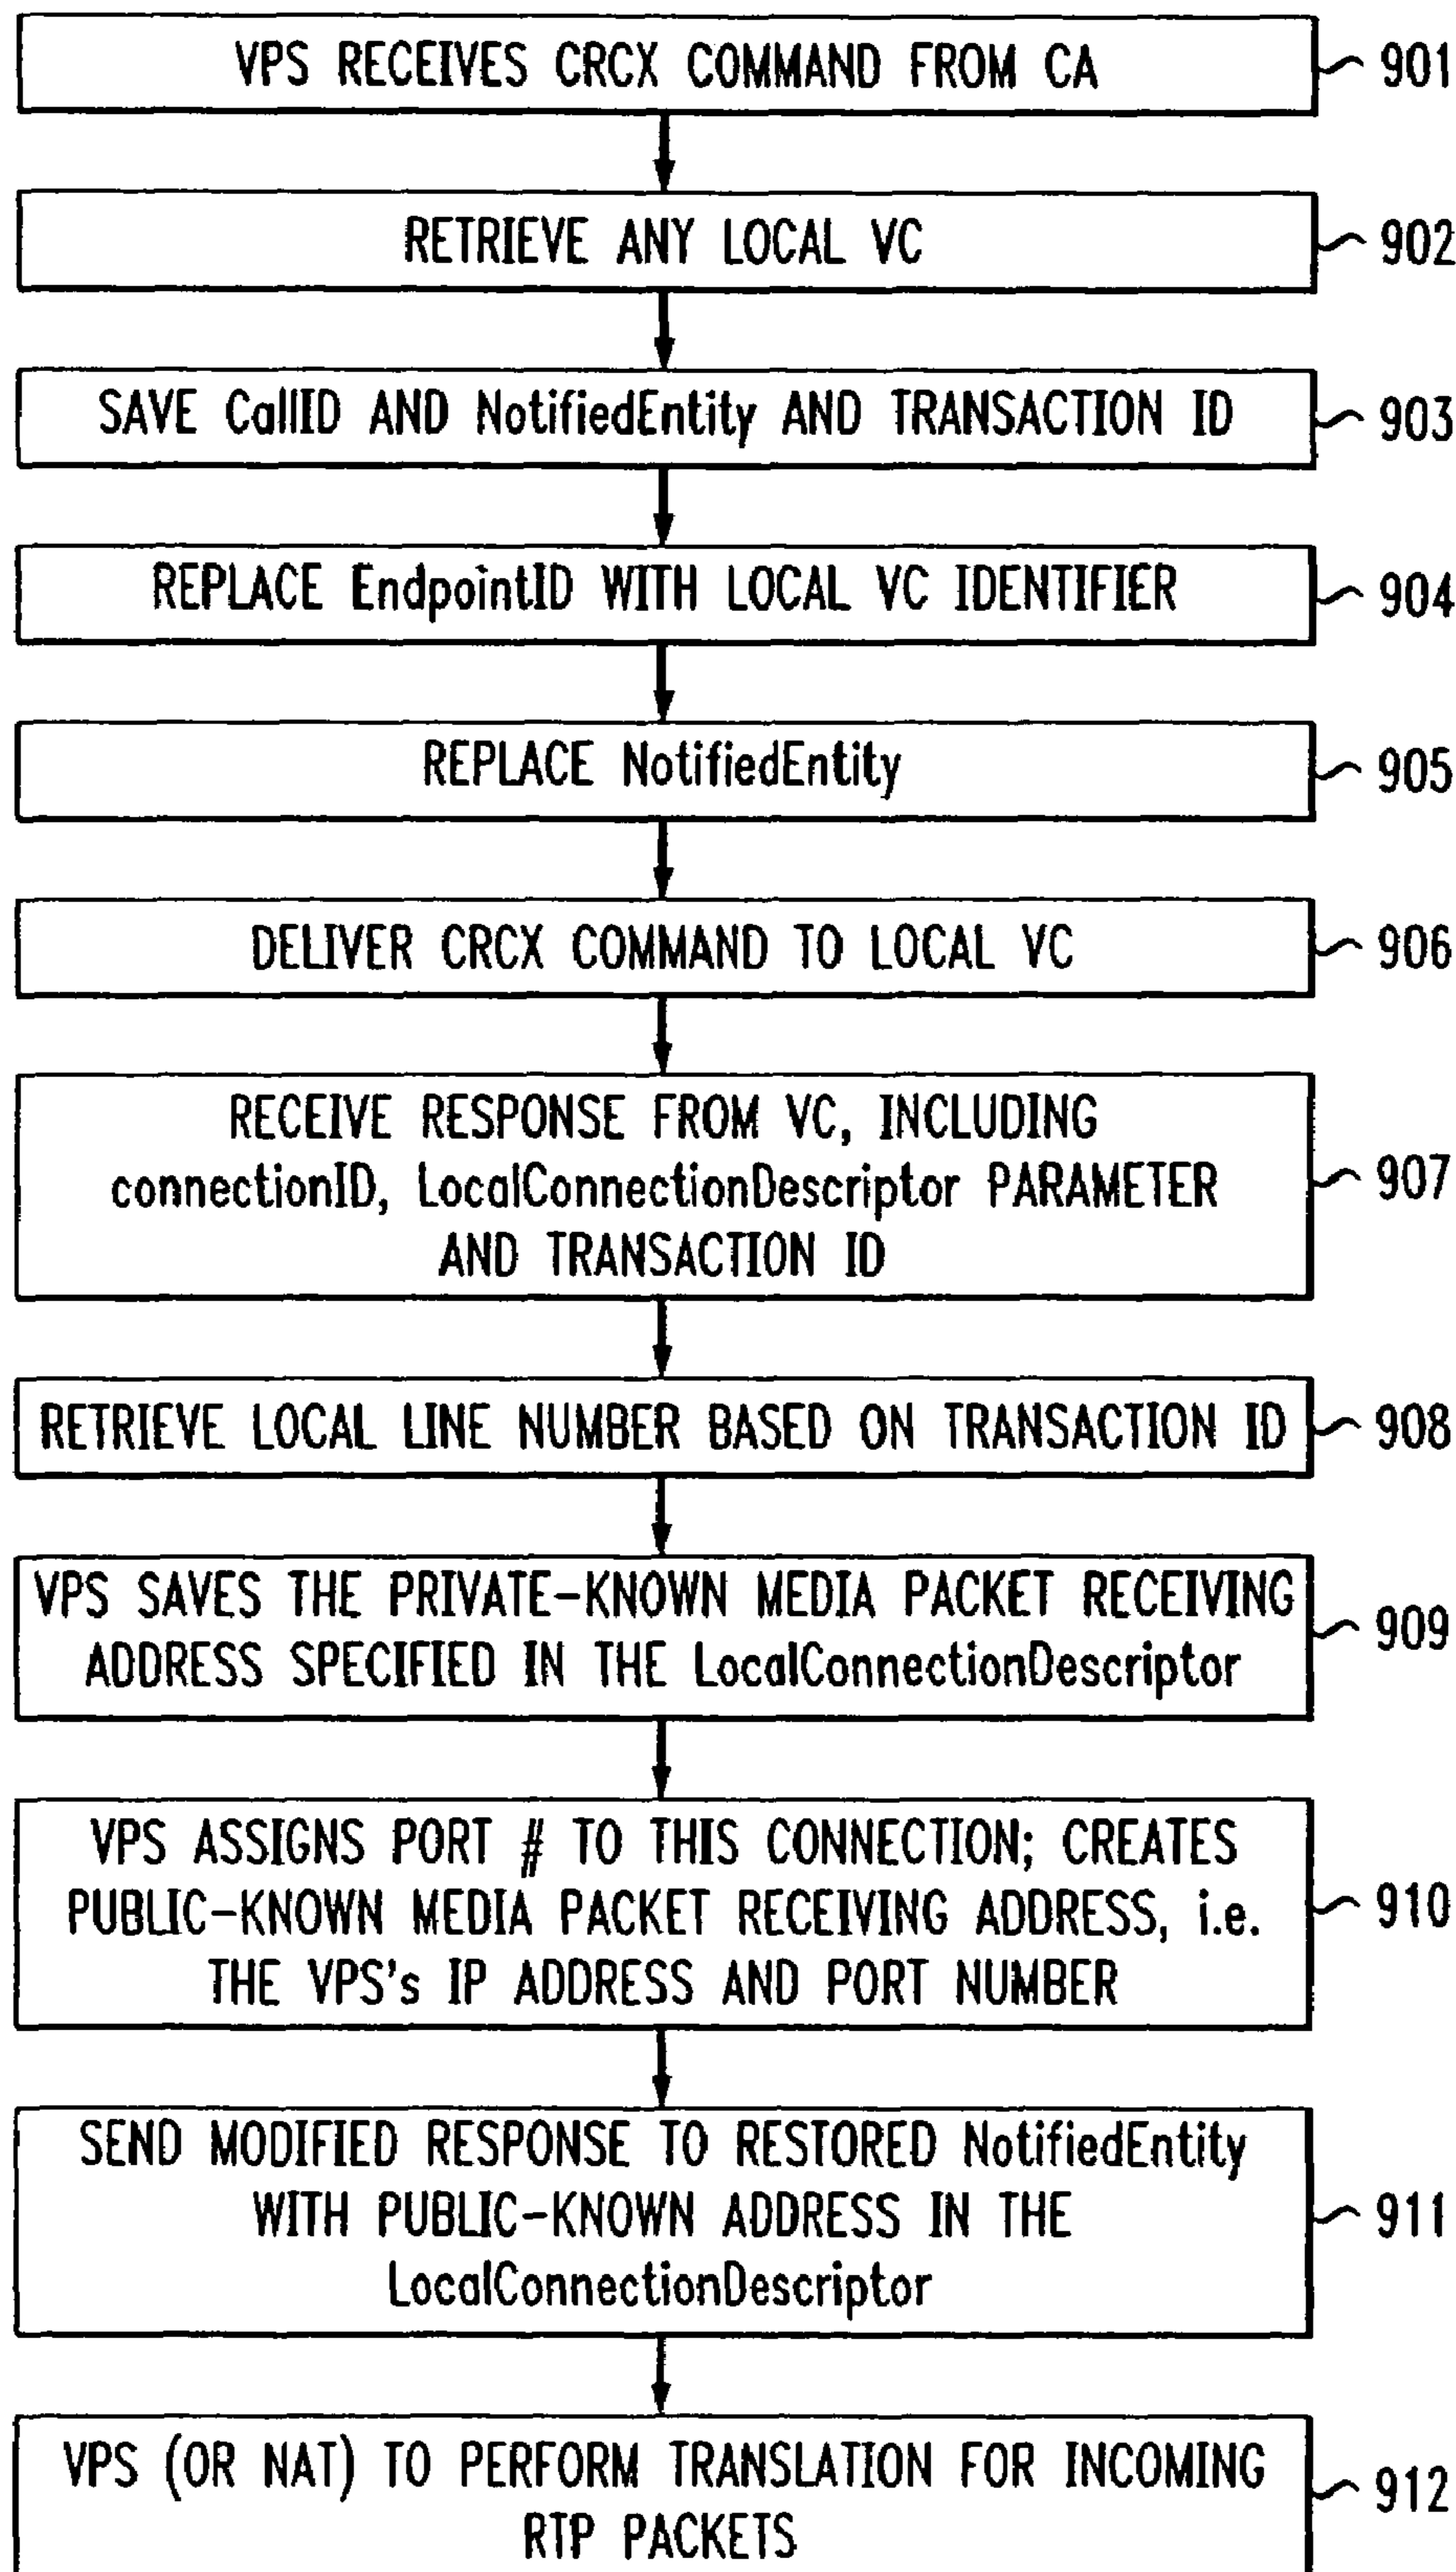 VPS RECEIVES CRCX COMMAND FROM CA
901
RETRIEVE ANY LOCAL VC
902
SAVE CallID AND NotifiedEntity AND TRANSACTION ID
903
REPLACE EndpointID WITH LOCAL VC IDENTIFIER
904
REPLACE NotifiedEntity
905
DELIVER CRCX COMMAND TO LOCAL VC
906
RECEIVE RESPONSE FROM VC, INCLUDING
connectionID, LocalConnectionDescriptor PARAMETER
AND TRANSACTION ID
907
RETRIEVE LOCAL LINE NUMBER BASED ON TRANSACTION ID
908
VPS SAVES THE PRIVATE-KNOWN MEDIA PACKET RECEIVING
ADDRESS SPECIFIED IN THE LocalConnectionDescriptor
909
VPS ASSIGNS PORT # TO THIS CONNECTION; CREATES
PUBLIC-KNOWN MEDIA PACKET RECEIVING ADDRESS, i.e.
THE VPS's IP ADDRESS AND PORT NUMBER
910
SEND MODIFIED RESPONSE TO RESTORED NotifiedEntity
WITH PUBLIC-KNOWN ADDRESS IN THE
LocalConnectionDescriptor
911
VPS (OR NAT) TO PERFORM TRANSLATION FOR INCOMING
RTP PACKETS
912